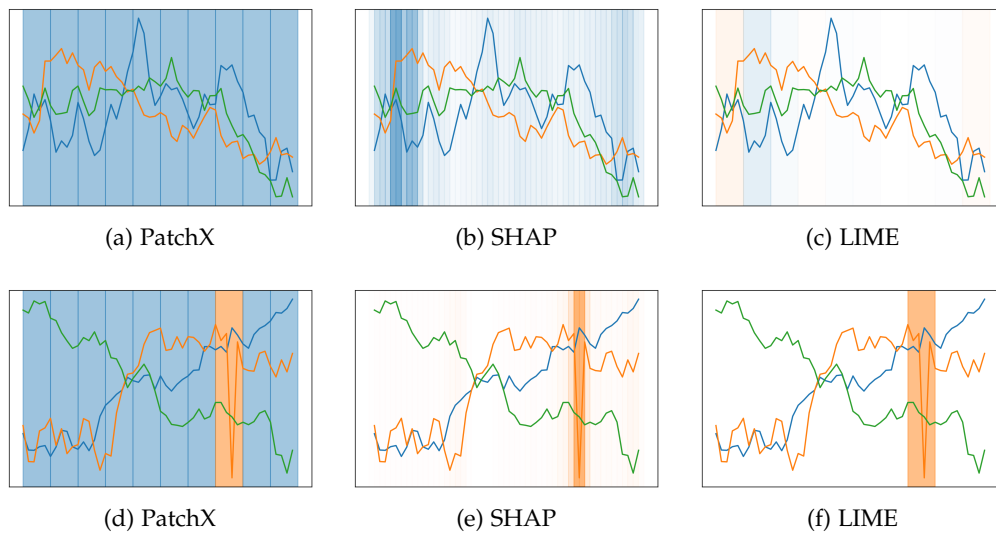 (a) PatchX
(b) SHAP
(c) LIME
(d) PatchX
(e) SHAP
(f) LIME